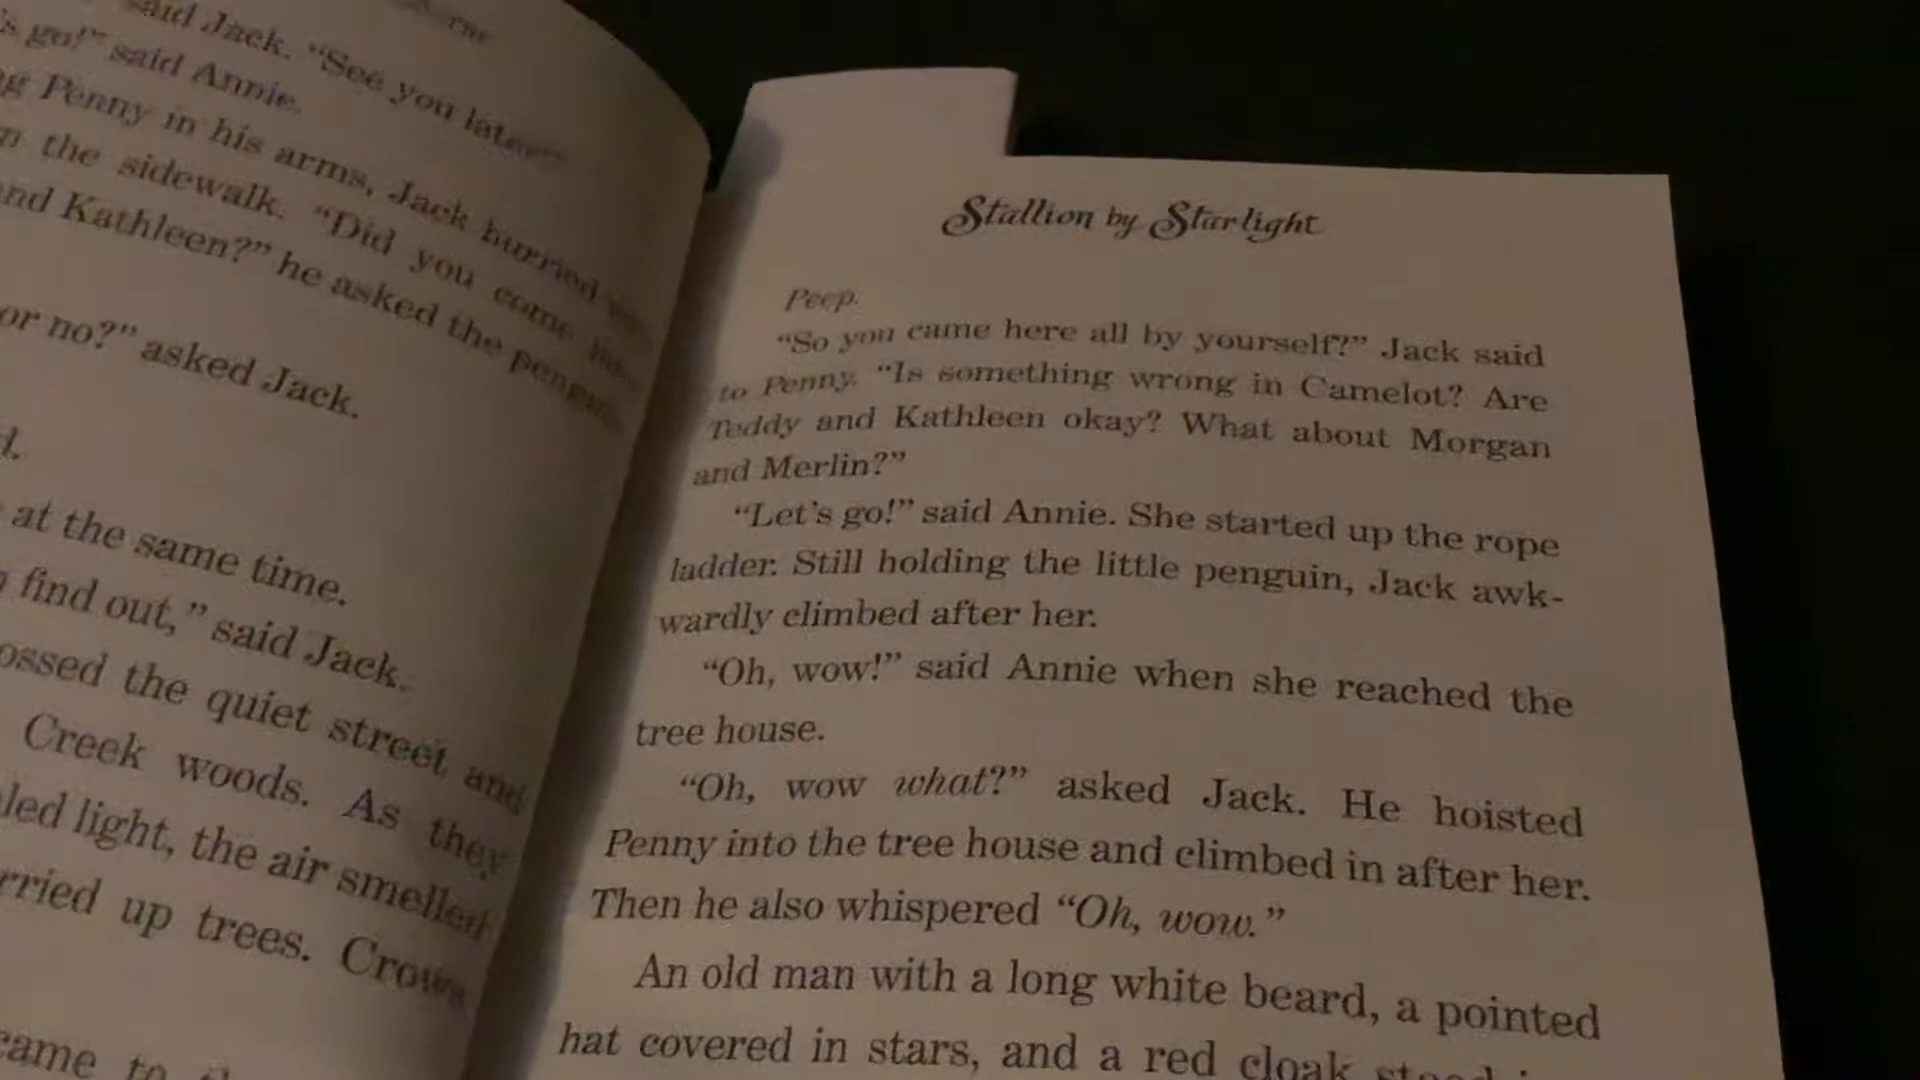 said Jack. "See you later!"
's go!" said Annie.
Penny in his arms, Jack hurried
the sidewalk. "Did you come
Kathleen?" he asked the penguin
or no?" asked Jack.
at the same time.
find out," said Jack.
the quiet street and
Creek woods. As they
light, the air smelled
up trees. Crows
came to
Stallion by Starlight
Peep.
"So you came here all by yourself?" Jack said
to Penny. "Is something wrong in Camelot? Are
Teddy and Kathleen okay? What about Morgan
and Merlin?"
"Let's go!" said Annie. She started up the rope
ladder. Still holding the little penguin, Jack awk-
wardly climbed after her.
"Oh, wow!" said Annie when she reached the
tree house.
"Oh, wow what?" asked Jack. He hoisted
Penny into the tree house and climbed in after her.
Then he also whispered "Oh, wow."
An old man with a long white beard, a pointed
hat covered in stars, and a red cloak stood